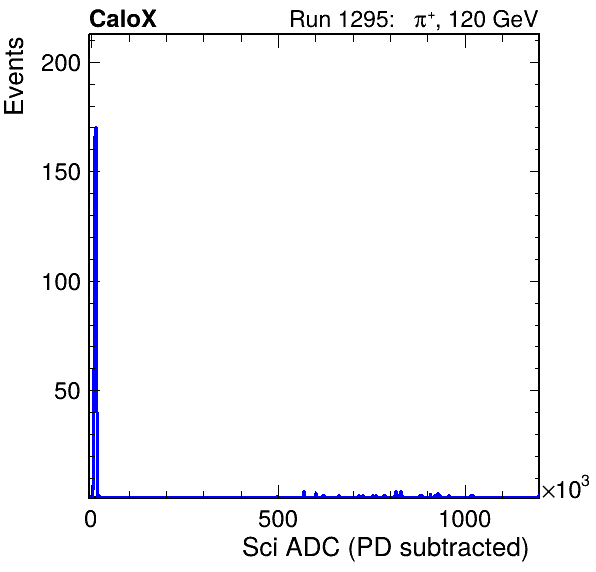 CaloX Run 1295: π⁺, 120 GeV
Events
200
150
100
50
0 500 1000 ×10³
Sci ADC (PD subtracted)